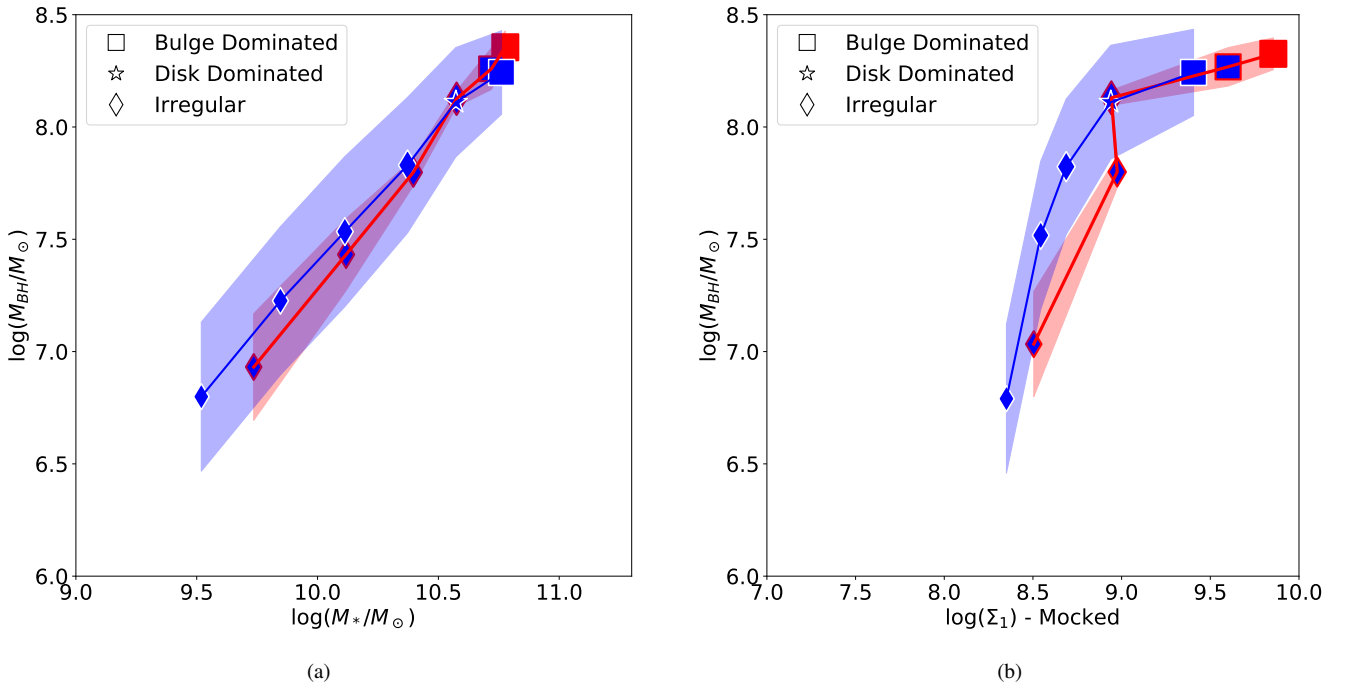 8.5
8.0
7.5
7.0
6.5
6.0
9.0 9.5 10.0 10.5 11.0
log(M_BH/M_⊙)
log(M_*/M_⊙)
Bulge Dominated
Disk Dominated
Irregular
(a)
8.5
8.0
7.5
7.0
6.5
6.0
7.0 7.5 8.0 8.5 9.0 9.5 10.0
log(M_BH/M_⊙)
log(Σ₁) - Mocked
Bulge Dominated
Disk Dominated
Irregular
(b)